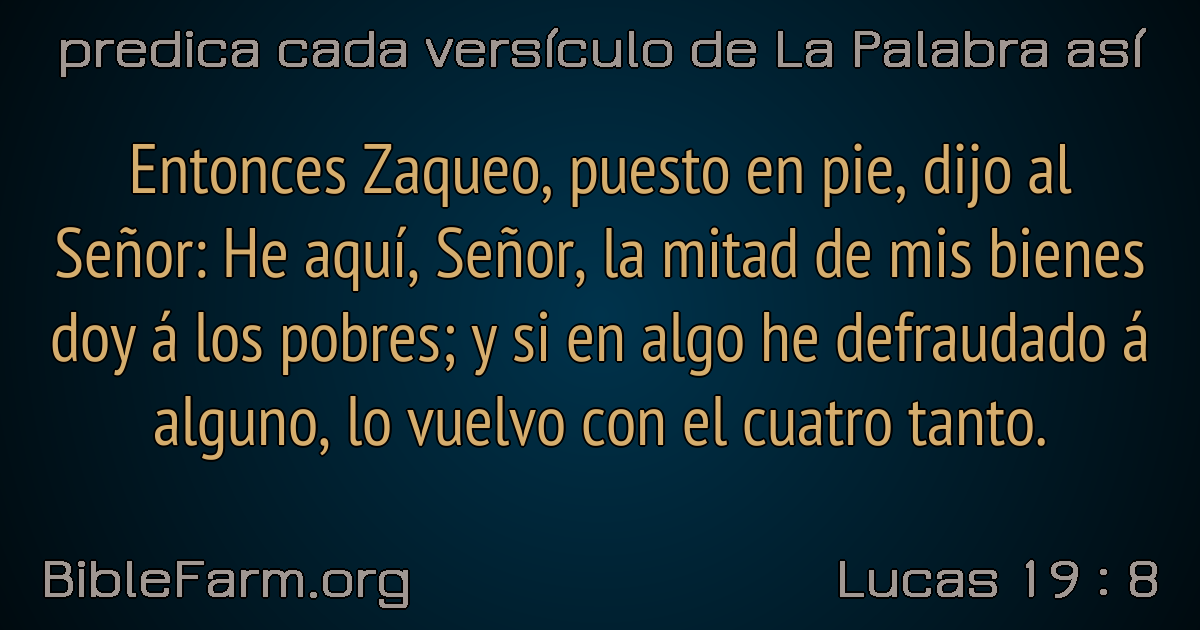 predica cada versículo de La Palabra así
Entonces Zaqueo, puesto en pie, dijo al
Señor: He aquí, Señor, la mitad de mis bienes
doy á los pobres; y si en algo he defraudado á
alguno, lo vuelvo con el cuatro tanto.
BibleFarm.org
Lucas 19 : 8